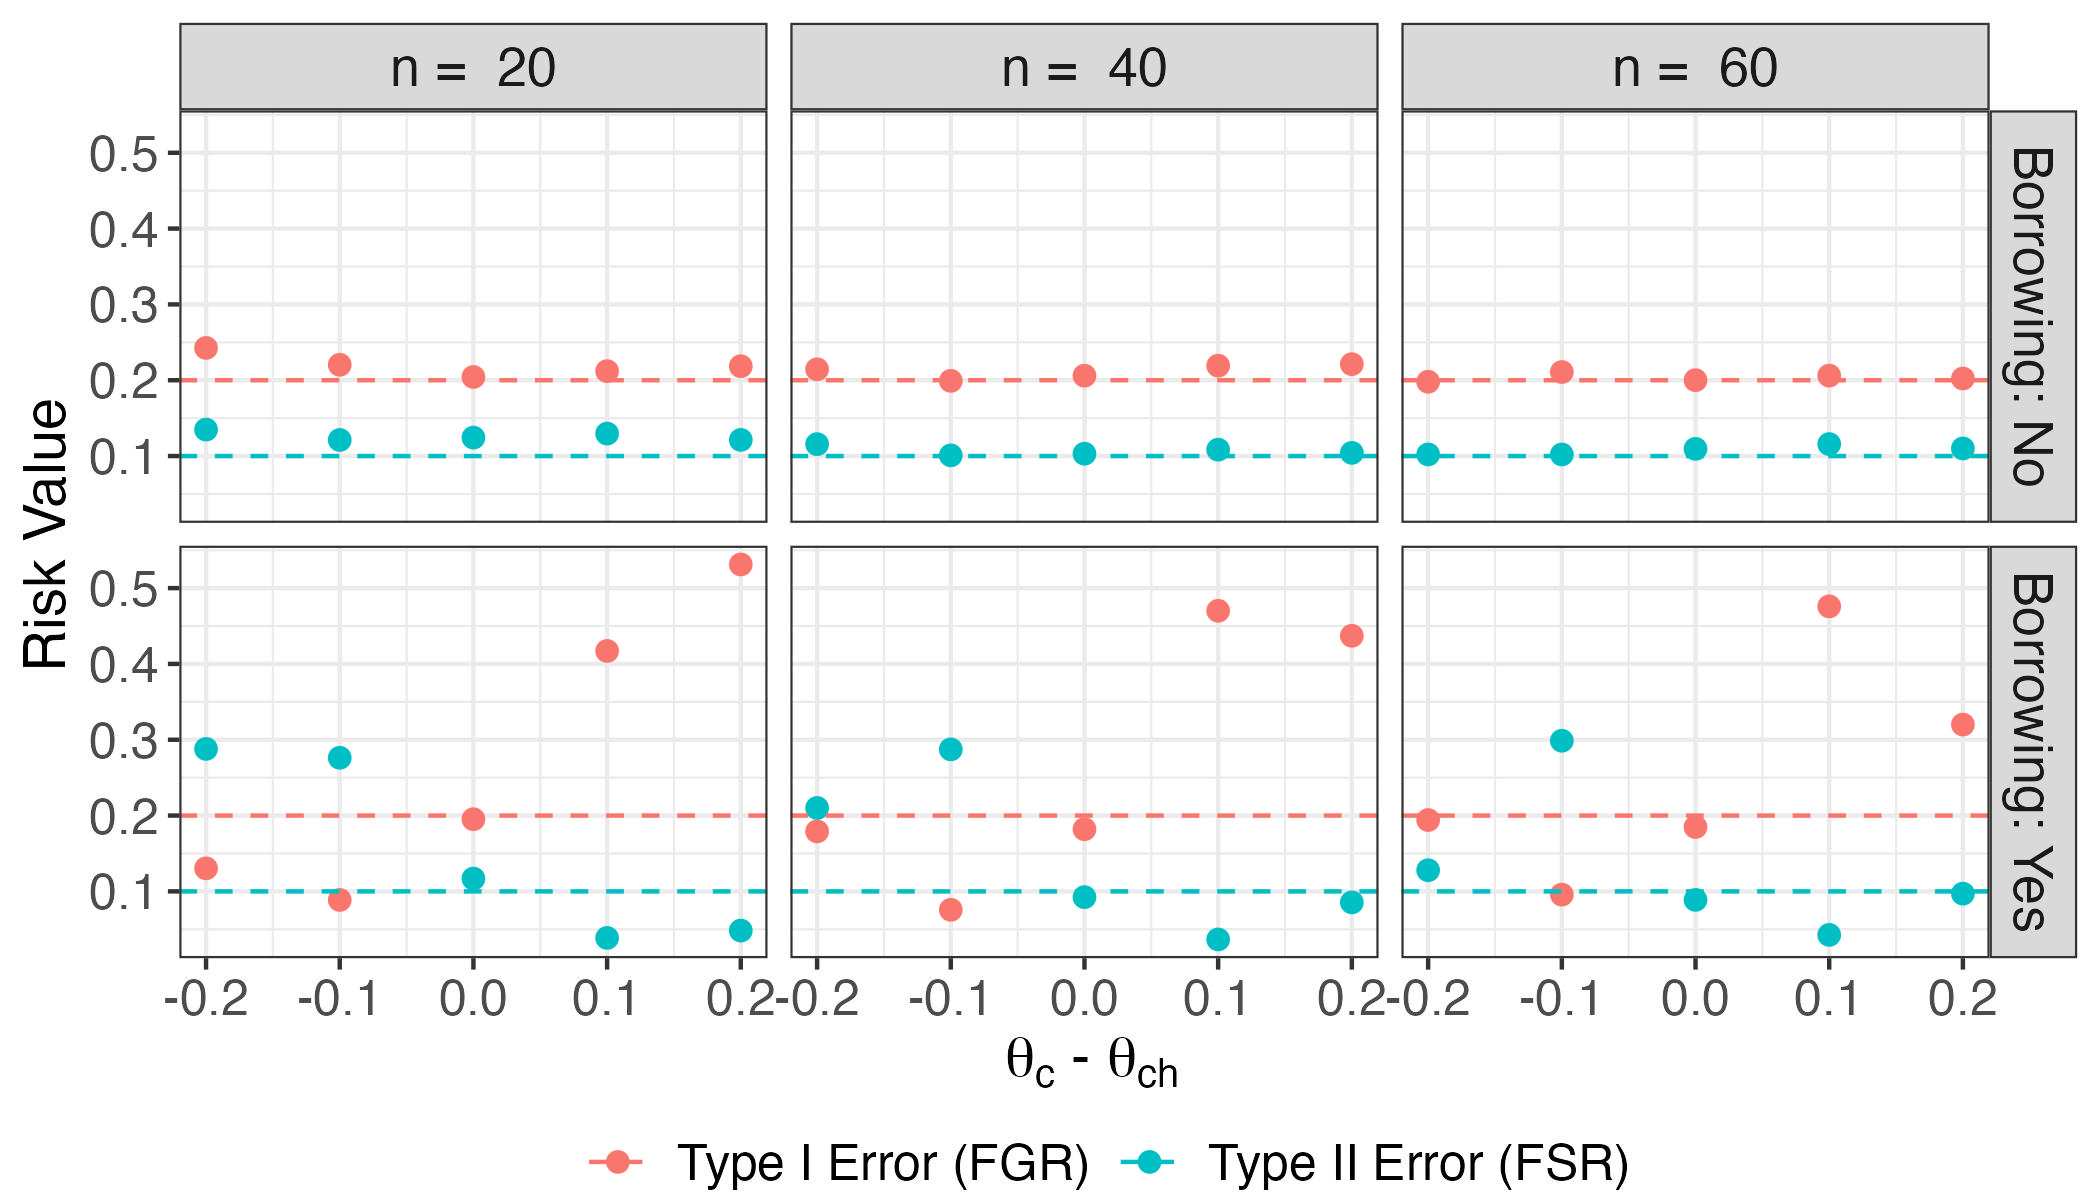 n = 20
n = 40
n = 60
0.5
0.4
0.3
0.2
0.1
Borrowing: No
Risk Value
0.5
0.4
0.3
0.2
0.1
Borrowing: Yes
-0.2 -0.1 0.0 0.1 0.2
-0.2 -0.1 0.0 0.1 0.2
-0.2 -0.1 0.0 0.1 0.2
θc - θch
Type I Error (FGR) Type II Error (FSR)